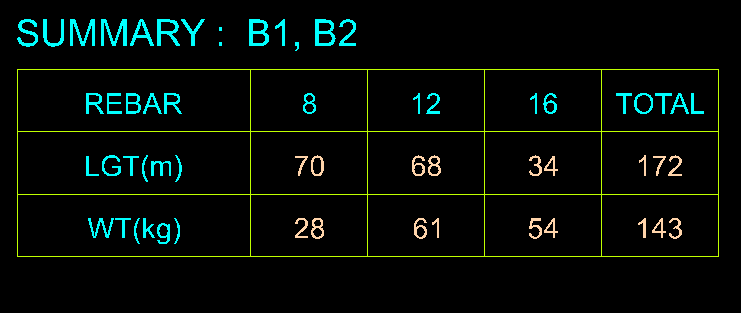 SUMMARY : B1, B2
REBAR 8 12 16 TOTAL
LGT(m) 70 68 34 172
WT(kg) 28 61 54 143